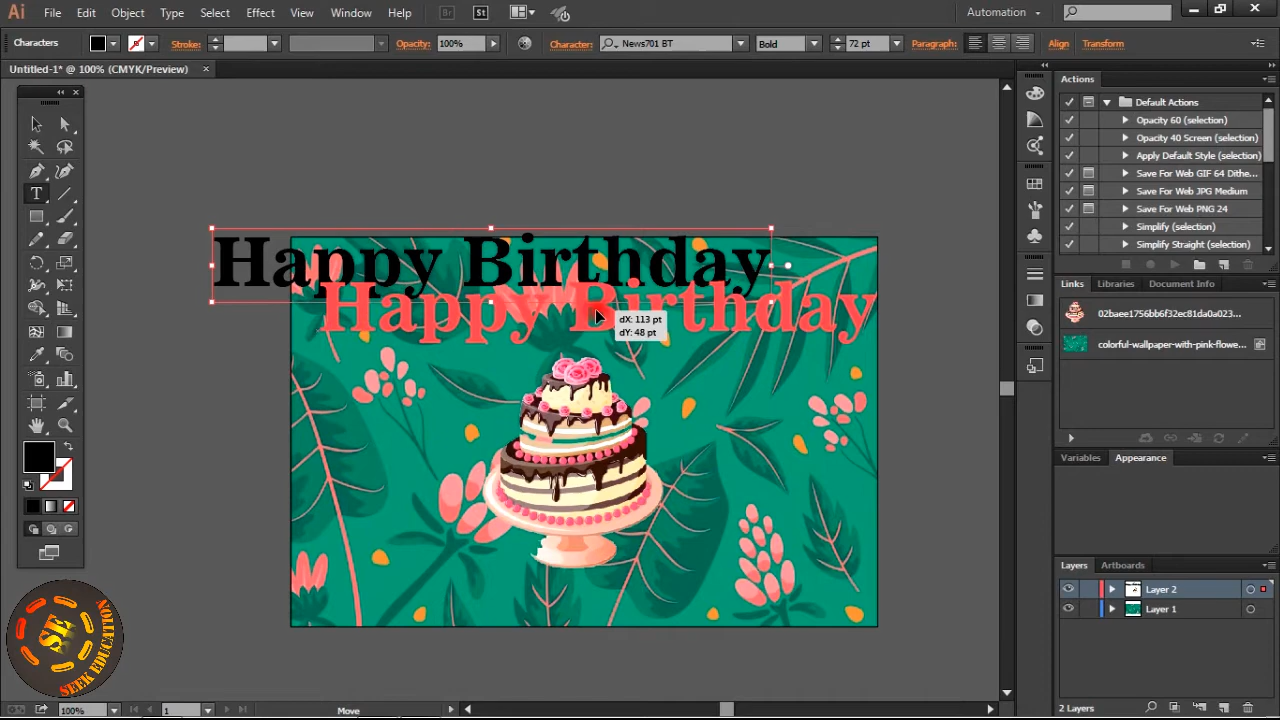 Ai File Edit Object Type Select Effect View Window Help Br St Automation
Characters Stroke: Opacity: 100% Character: News701 BT Bold 72 pt Paragraph: Align Transform
Untitled-1* @ 100% (CMYK/Preview) ×
Actions
Default Actions
Opacity 60 (selection)
Opacity 40 Screen (selection)
Apply Default Style (selection)
Save For Web GIF 64 Dithe...
Save For Web JPG Medium
Save For Web PNG 24
Simplify (selection)
Simplify Straight (selection)
Happy Birthday
Happy Birthday
dX: 113 pt
dY: 48 pt
Links Libraries Document Info
02baee1756bb6f32ec81da0a023...
colorful-wallpaper-with-pink-flowe...
Variables Appearance
Layers Artboards
Layer 2
Layer 1
2 Layers
SE
SEEK EDUCATION
100% 1 Move